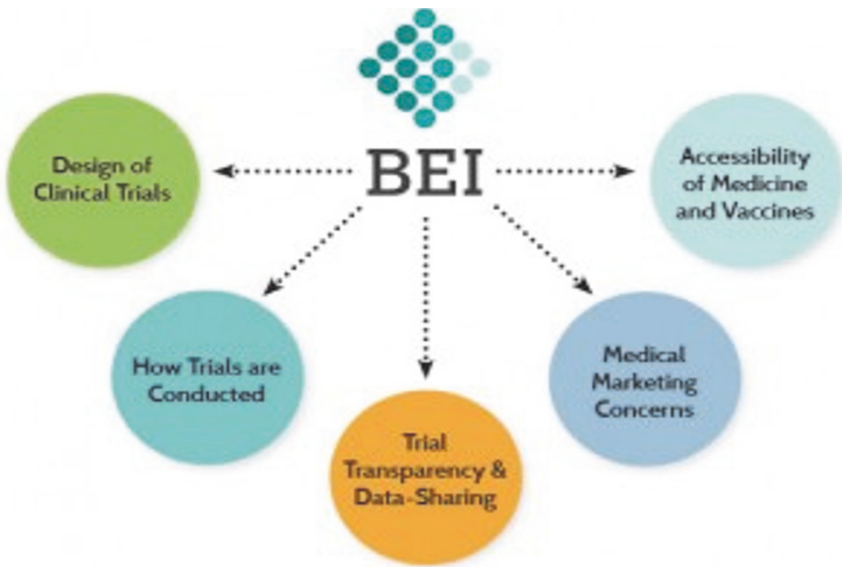 BEI
Design of
Clinical Trials
How Trials are
Conducted
Trial
Transparency &
Data-Sharing
Medical
Marketing
Concerns
Accessibility
of Medicine
and Vaccines